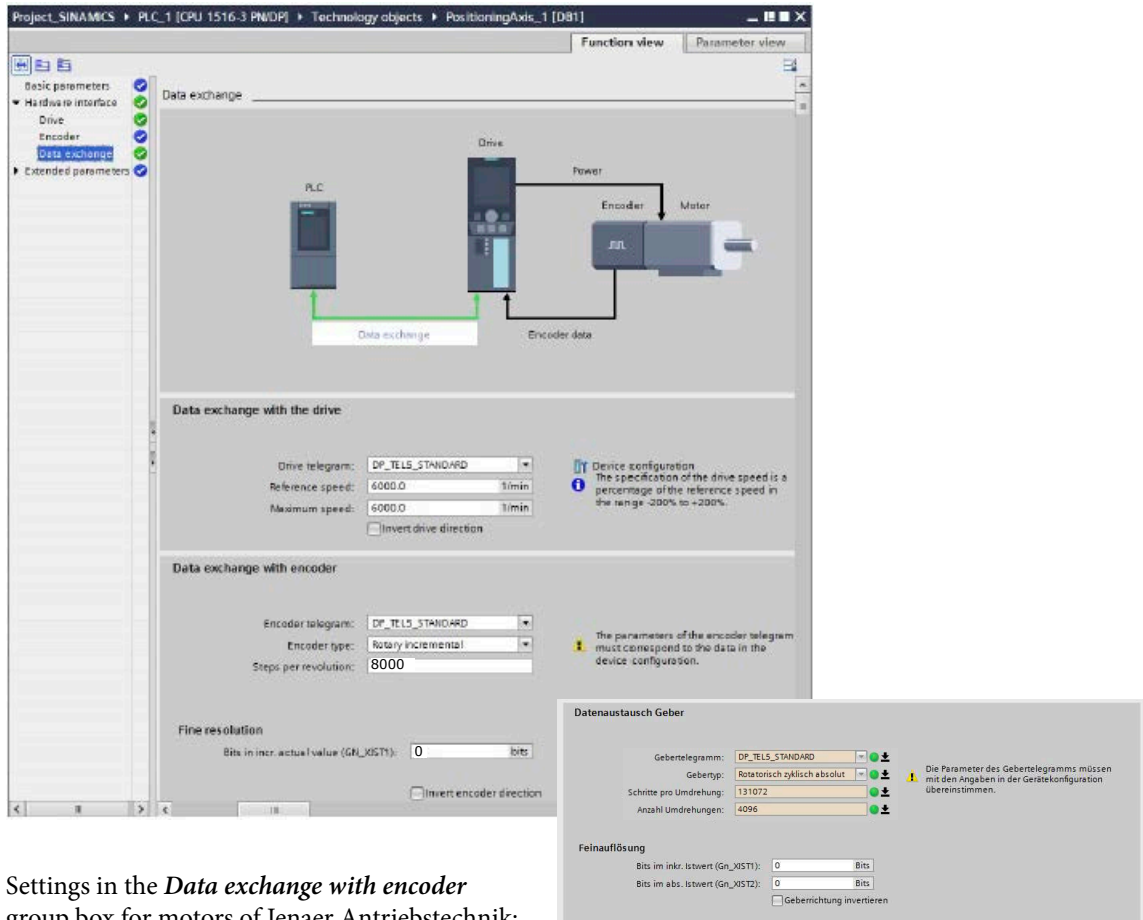 Project_SINAMICS ▸ PLC_1 [CPU 1516-3 PN/DP] ▸ Technology objects ▸ PositioningAxis_1 [DB1]
Function view
Parameter view
Basic parameters
Hardware interface
Drive
Encoder
Data exchange
Extended parameters
Data exchange
Drive
Power
PLC
Encoder
Motor
Data exchange
Encoder data
Data exchange with the drive
Drive telegram: DP_TEL5_STANDARD
Device configuration
Reference speed: 6000.0 1/min
The specification of the drive speed is a
percentage of the reference speed in
the range -200% to +200%.
Maximum speed: 6000.0 1/min
Invert drive direction
Data exchange with encoder
Encoder telegram: DP_TEL5_STANDARD
Encoder type: Rotary incremental
Steps per revolution: 8000
The parameters of the encoder telegram
must correspond to the data in the
device configuration.
Fine resolution
Bits in incr. actual value (GN_XIST1): 0 bits
Invert encoder direction
Datenaustausch Geber
Gebertelegramm: DP_TEL5_STANDARD
Gebertyp: Rotatorisch zyklisch absolut
Schritte pro Umdrehung: 131072
Anzahl Umdrehungen: 4096
Die Parameter des Gebertelegramms müssen
mit den Angaben in der Gerätekonfiguration
übereinstimmen.
Feinauflösung
Bits im inkr. Istwert (Gn_XIST1): 0 Bits
Bits im abs. Istwert (Gn_XIST2): 0 Bits
Geberrichtung invertieren
Settings in the Data exchange with encoder
group box for motors of Jenaer Antriebstechnik: